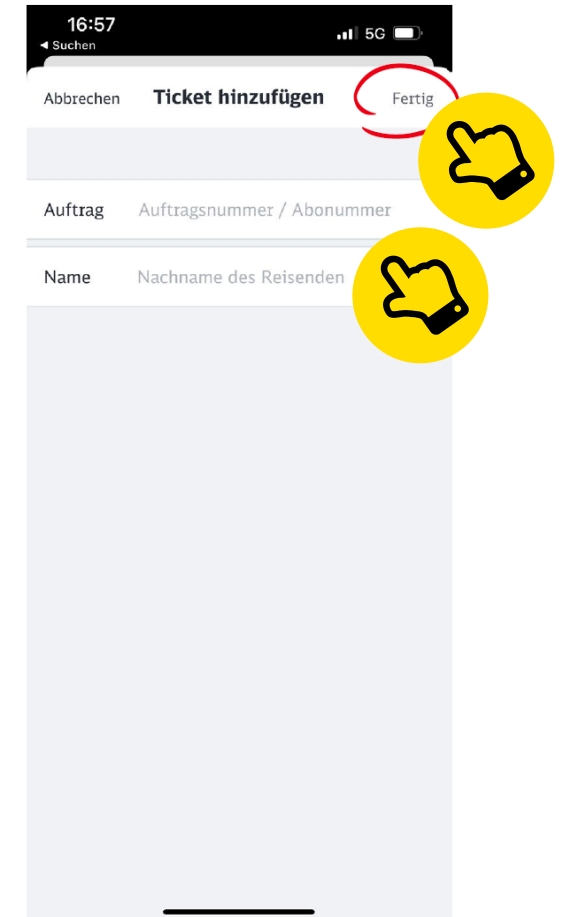 16:57
5G
◀ Suchen
Abbrechen Ticket hinzufügen Fertig
Auftrag Auftragsnummer / Abonummer
Name Nachname des Reisenden